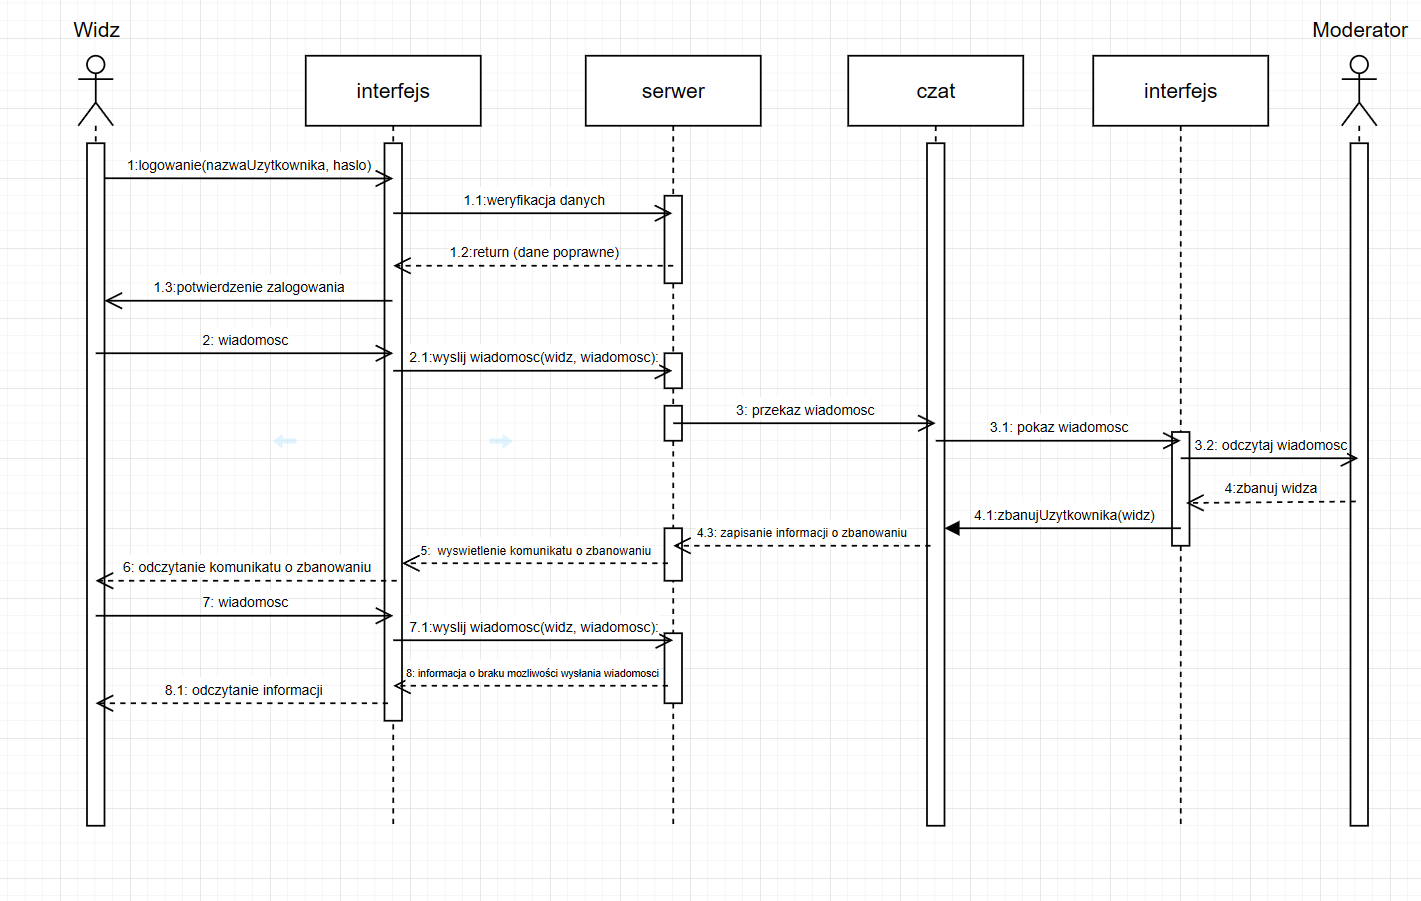 Widz
Moderator
interfejs
serwer
czat
interfejs
1:logowanie(nazwaUzytkownika, haslo)
1.1:weryfikacja danych
1.2:return (dane poprawne)
1.3:potwierdzenie zalogowania
2: wiadomosc
2.1:wyslij wiadomosc(widz, wiadomosc):
3: przekaz wiadomosc
3.1: pokaz wiadomosc
3.2: odczytaj wiadomosc
4:zbanuj widza
4.1:zbanujUzytkownika(widz)
4.3: zapisanie informacji o zbanowaniu
5: wyswietlenie komunikatu o zbanowaniu
6: odczytanie komunikatu o zbanowaniu
7: wiadomosc
7.1:wyslij wiadomosc(widz, wiadomosc):
8: informacja o braku mozliwości wysłania wiadomosci
8.1: odczytanie informacji